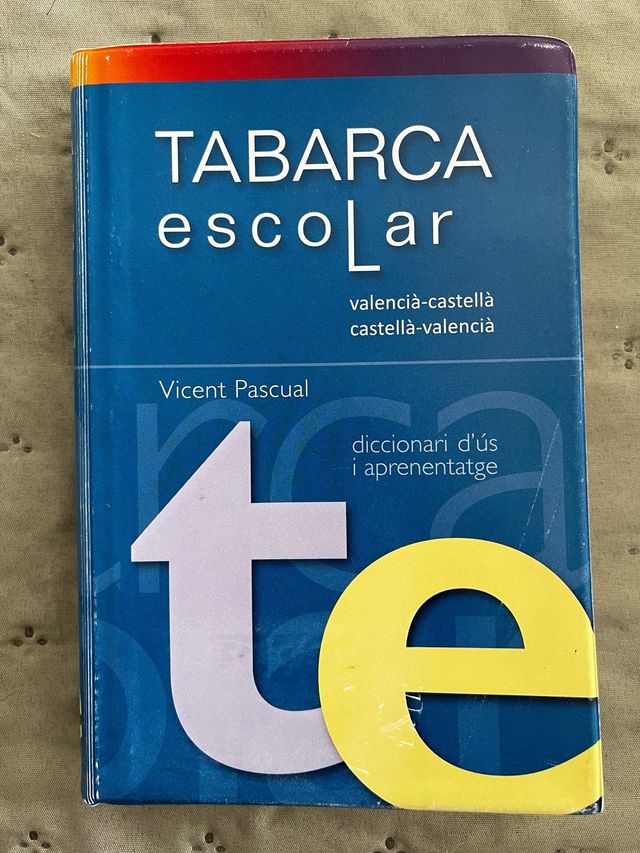 TABARCA
escoLar
valencià-castellà
castellà-valencià
Vicent Pascual
diccionari d'ús
i aprenentatge
te